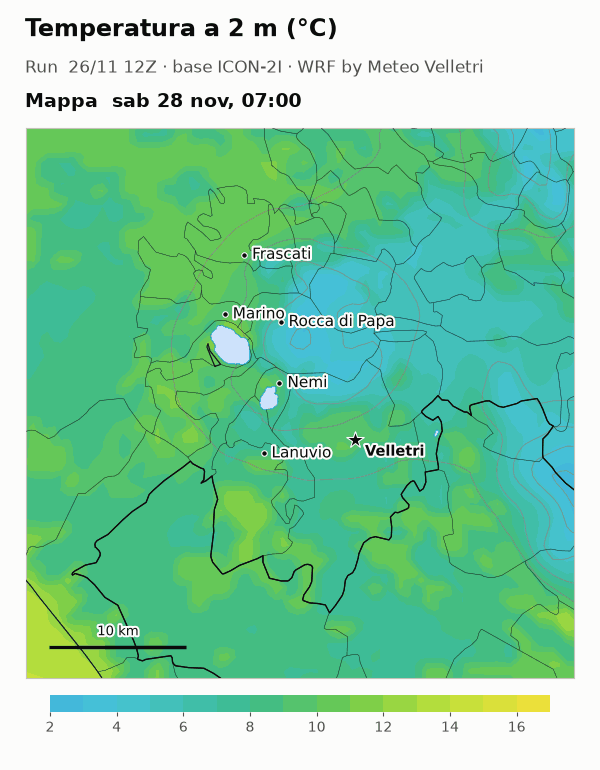 Temperatura a 2 m (°C)
Run  26/11 12Z · base ICON-2I · WRF by Meteo Velletri
Mappa  sab 28 nov, 07:00
Frascati
Marino
Rocca di Papa
Nemi
Velletri
Lanuvio
10 km
2 4 6 8 10 12 14 16